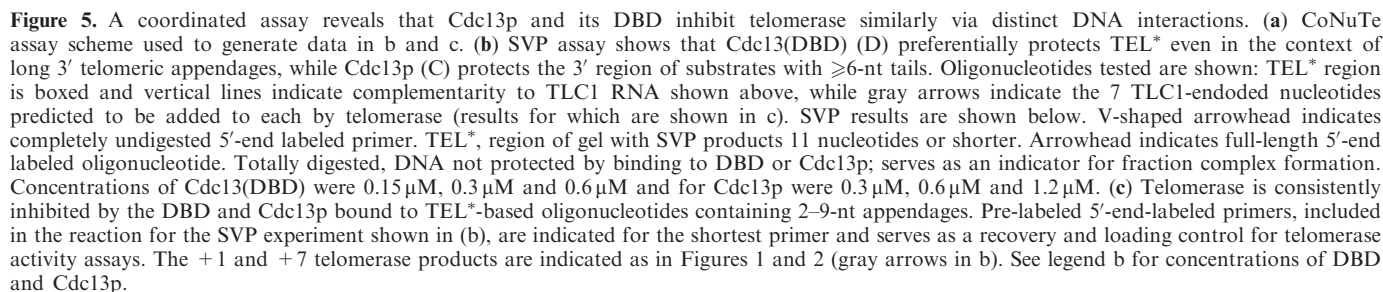 Figure 5. A coordinated assay reveals that Cdc13p and its DBD inhibit telomerase similarly via distinct DNA interactions. (a) CoNuTe
assay scheme used to generate data in b and c. (b) SVP assay shows that Cdc13(DBD) (D) preferentially protects TEL* even in the context of
long 3′ telomeric appendages, while Cdc13p (C) protects the 3′ region of substrates with ⩾6-nt tails. Oligonucleotides tested are shown: TEL* region
is boxed and vertical lines indicate complementarity to TLC1 RNA shown above, while gray arrows indicate the 7 TLC1-endoded nucleotides
predicted to be added to each by telomerase (results for which are shown in c). SVP results are shown below. V-shaped arrowhead indicates
completely undigested 5′-end labeled primer. TEL*, region of gel with SVP products 11 nucleotides or shorter. Arrowhead indicates full-length 5′-end
labeled oligonucleotide. Totally digested, DNA not protected by binding to DBD or Cdc13p; serves as an indicator for fraction complex formation.
Concentrations of Cdc13(DBD) were 0.15 μM, 0.3 μM and 0.6 μM and for Cdc13p were 0.3 μM, 0.6 μM and 1.2 μM. (c) Telomerase is consistently
inhibited by the DBD and Cdc13p bound to TEL*-based oligonucleotides containing 2–9-nt appendages. Pre-labeled 5′-end-labeled primers, included
in the reaction for the SVP experiment shown in (b), are indicated for the shortest primer and serves as a recovery and loading control for telomerase
activity assays. The +1 and +7 telomerase products are indicated as in Figures 1 and 2 (gray arrows in b). See legend b for concentrations of DBD
and Cdc13p.